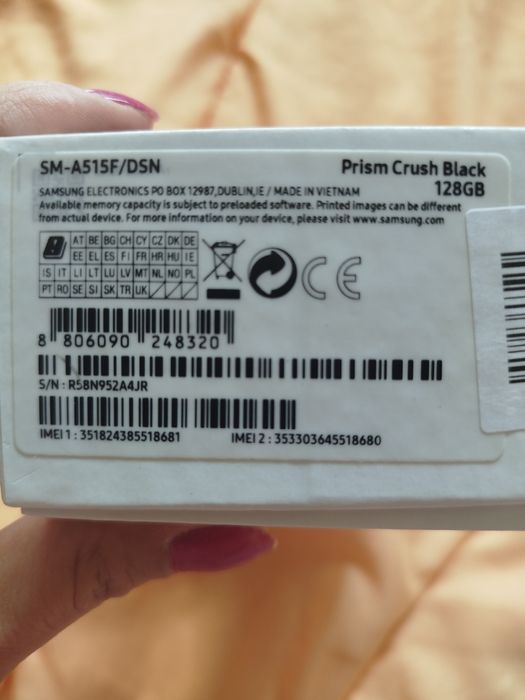 SM-A515F/DSN Prism Crush Black
128GB
SAMSUNG ELECTRONICS PO BOX 12987,DUBLIN,IE / MADE IN VIETNAM
Available memory capacity is subject to preloaded software. Printed images can be different
from actual device. For more information on your device, please visit www.samsung.com
AT BE BG CH CY CZ DK DE
EE EL ES FI FR HR HU IE
IS IT LI LT LU LV MT NL NO PL
PT RO SE SI SK TR UK
CE
8 806090 248320
S/N : R58N952A4JR
IMEI 1 : 351824385518681 IMEI 2 : 353303645518680